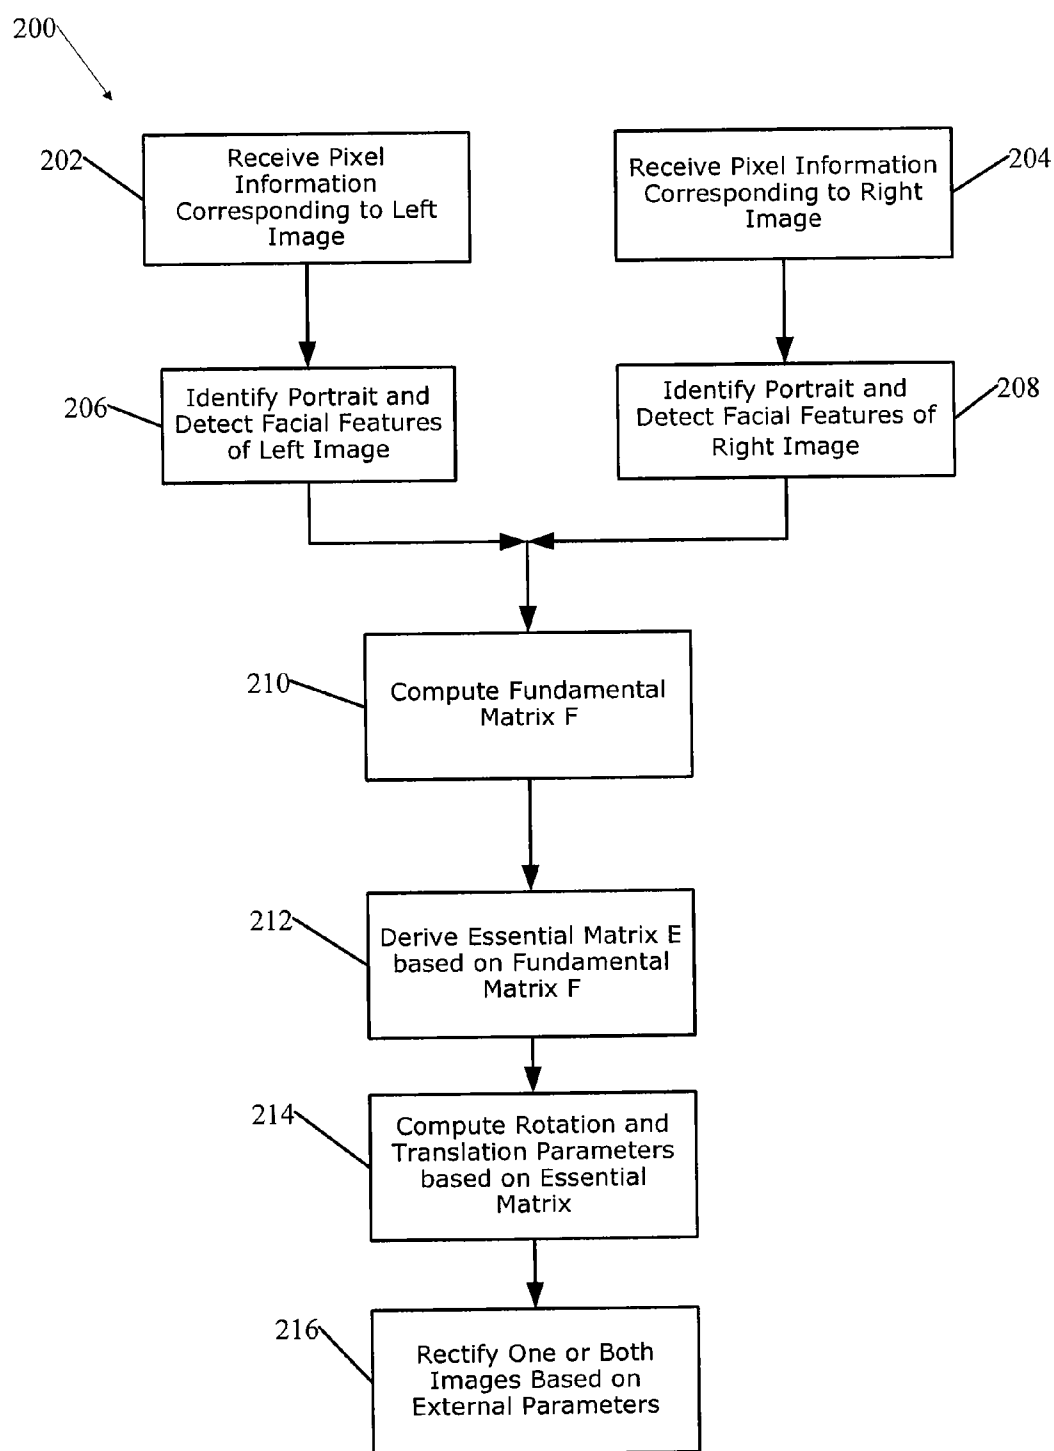 200
202
Receive Pixel
Information
Corresponding to Left
Image
204
Receive Pixel Information
Corresponding to Right
Image
206
Identify Portrait and
Detect Facial Features
of Left Image
208
Identify Portrait and
Detect Facial Features of
Right Image
210
Compute Fundamental
Matrix F
212
Derive Essential Matrix E
based on Fundamental
Matrix F
214
Compute Rotation and
Translation Parameters
based on Essential
Matrix
216
Rectify One or Both
Images Based on
External Parameters